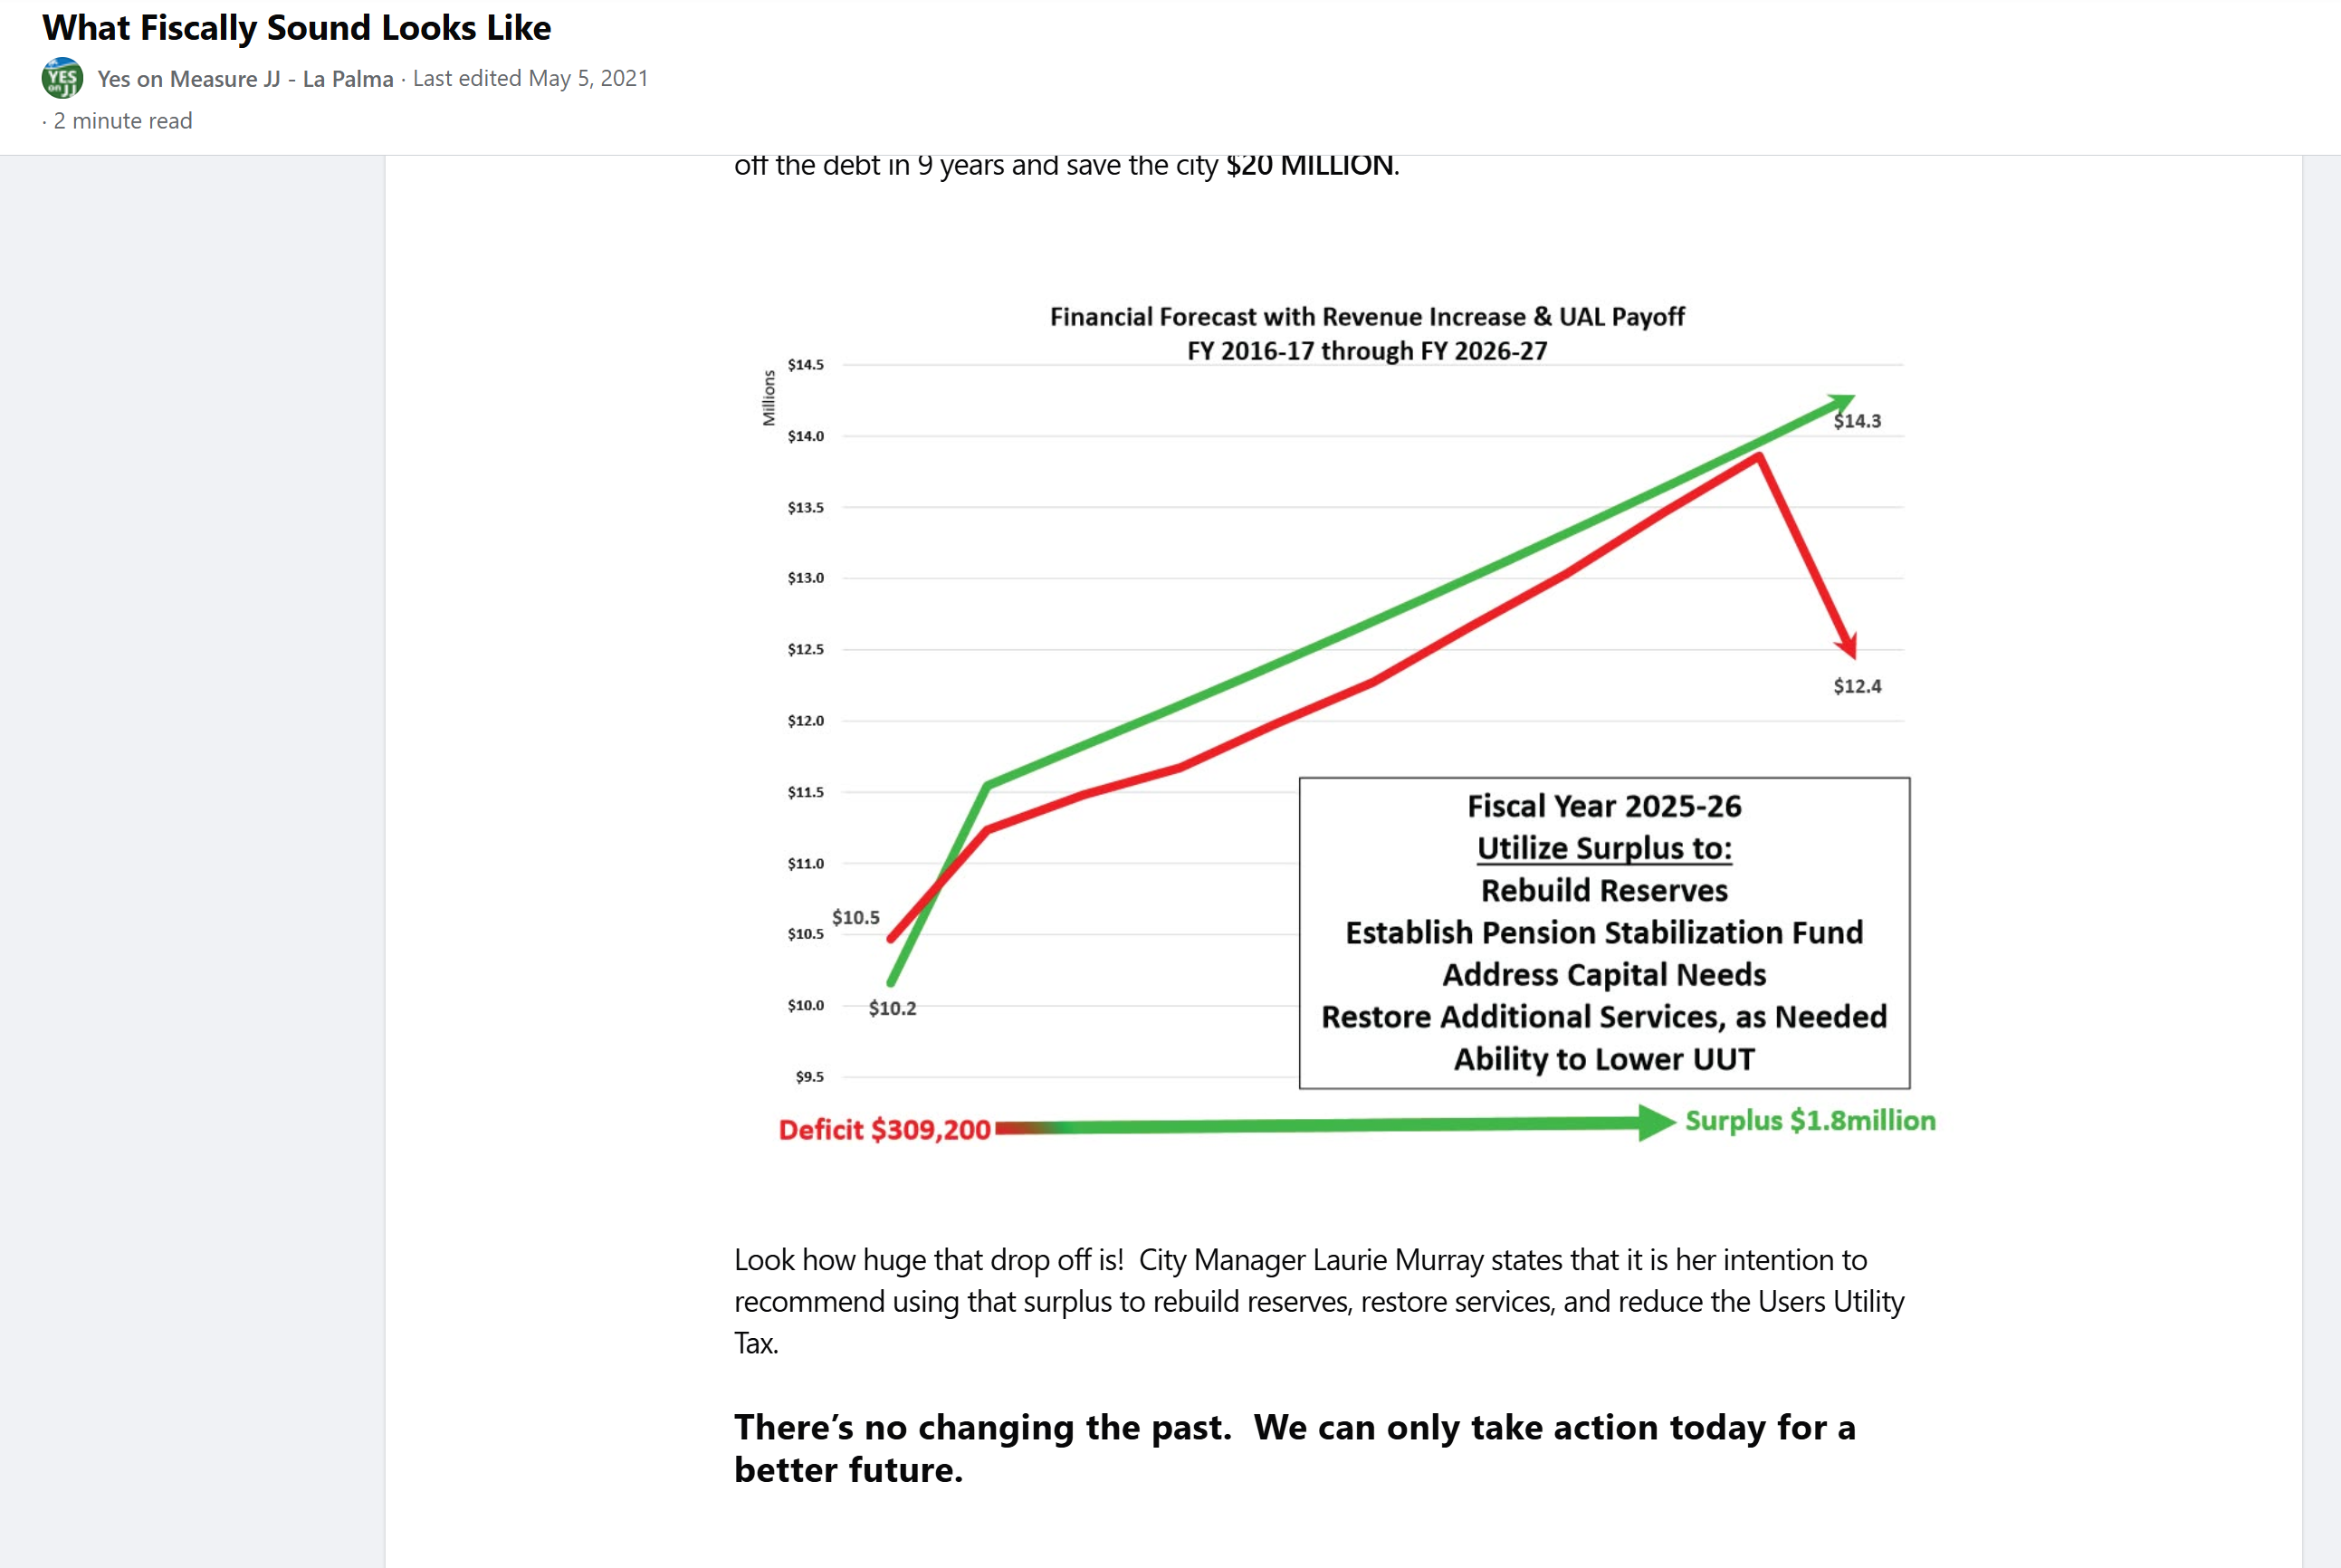 What Fiscally Sound Looks Like
YES on JJ
Yes on Measure JJ - La Palma · Last edited May 5, 2021
· 2 minute read
off the debt in 9 years and save the city $20 MILLION.
Financial Forecast with Revenue Increase & UAL Payoff
FY 2016-17 through FY 2026-27
Millions
$14.5
$14.0
$13.5
$13.0
$12.5
$12.0
$11.5
$11.0
$10.5
$10.0
$9.5
$14.3
$12.4
$10.5
$10.2
Fiscal Year 2025-26
Utilize Surplus to:
Rebuild Reserves
Establish Pension Stabilization Fund
Address Capital Needs
Restore Additional Services, as Needed
Ability to Lower UUT
Deficit $309,200
Surplus $1.8million
Look how huge that drop off is!  City Manager Laurie Murray states that it is her intention to
recommend using that surplus to rebuild reserves, restore services, and reduce the Users Utility
Tax.
There’s no changing the past.  We can only take action today for a
better future.